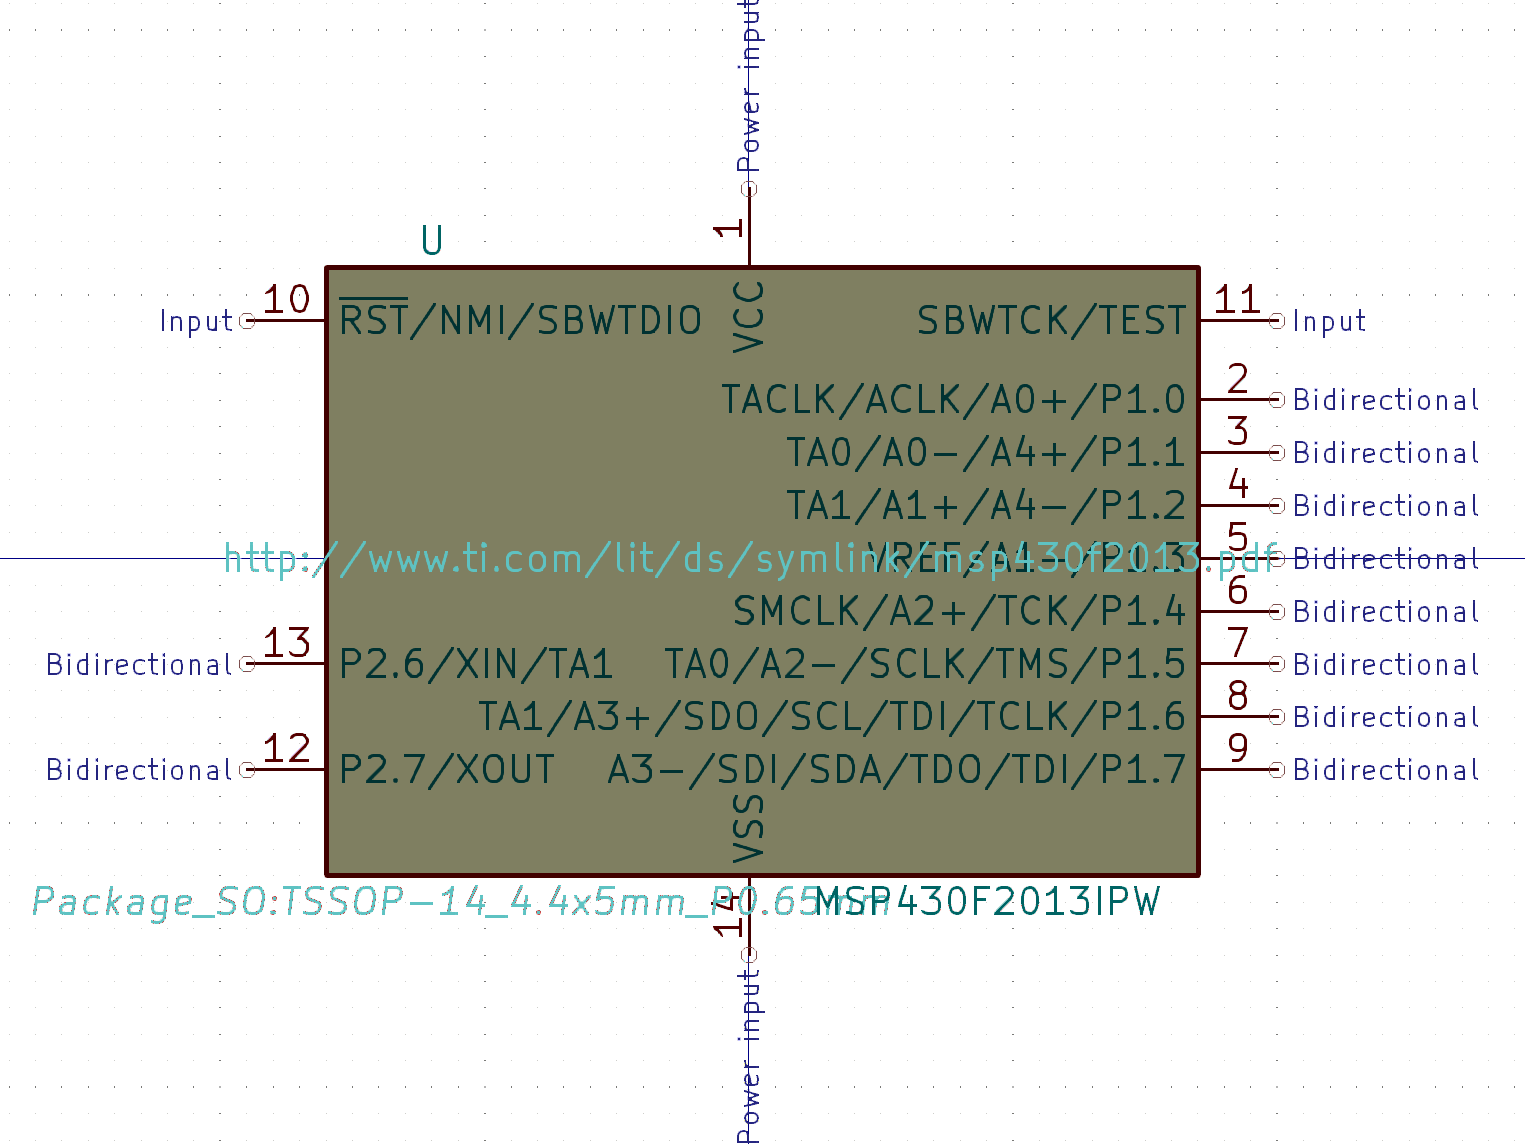 Power input
1
U
VCC
10
Input
RST/NMI/SBWTDIO
SBWTCK/TEST
11
Input
TACLK/ACLK/A0+/P1.0
2
Bidirectional
TA0/A0-/A4+/P1.1
3
Bidirectional
TA1/A1+/A4-/P1.2
4
Bidirectional
http://www.ti.com/lit/ds/symlink/msp430f2013.pdf
VREF/A1-/P1.3
5
Bidirectional
SMCLK/A2+/TCK/P1.4
6
Bidirectional
Bidirectional
13
P2.6/XIN/TA1
TA0/A2-/SCLK/TMS/P1.5
7
Bidirectional
TA1/A3+/SDO/SCL/TDI/TCLK/P1.6
8
Bidirectional
Bidirectional
12
P2.7/XOUT
A3-/SDI/SDA/TDO/TDI/P1.7
9
Bidirectional
VSS
Package_SO:TSSOP-14_4.4x5mm_P0.65mm
MSP430F2013IPW
14
Power input